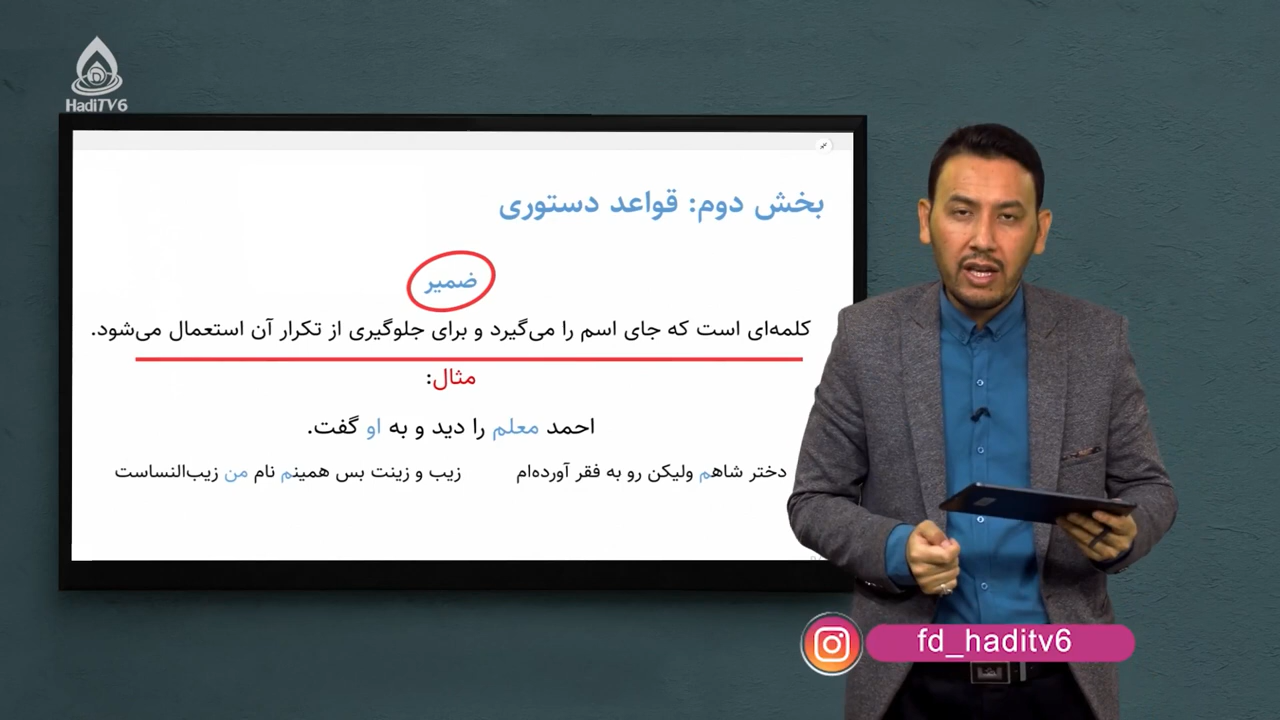 HadiTV6
بخش دوم: قواعد دستوری
ضمیر
کلمه‌ای است که جای اسم را می‌گیرد و برای جلوگیری از تکرار آن استعمال می‌شود.
مثال:
احمد معلم را دید و به او گفت.
دختر شاهم ولیکن رو به فقر آورده‌ام زیب و زینت بس همینم نام من زیب‌النساست
fd_haditv6